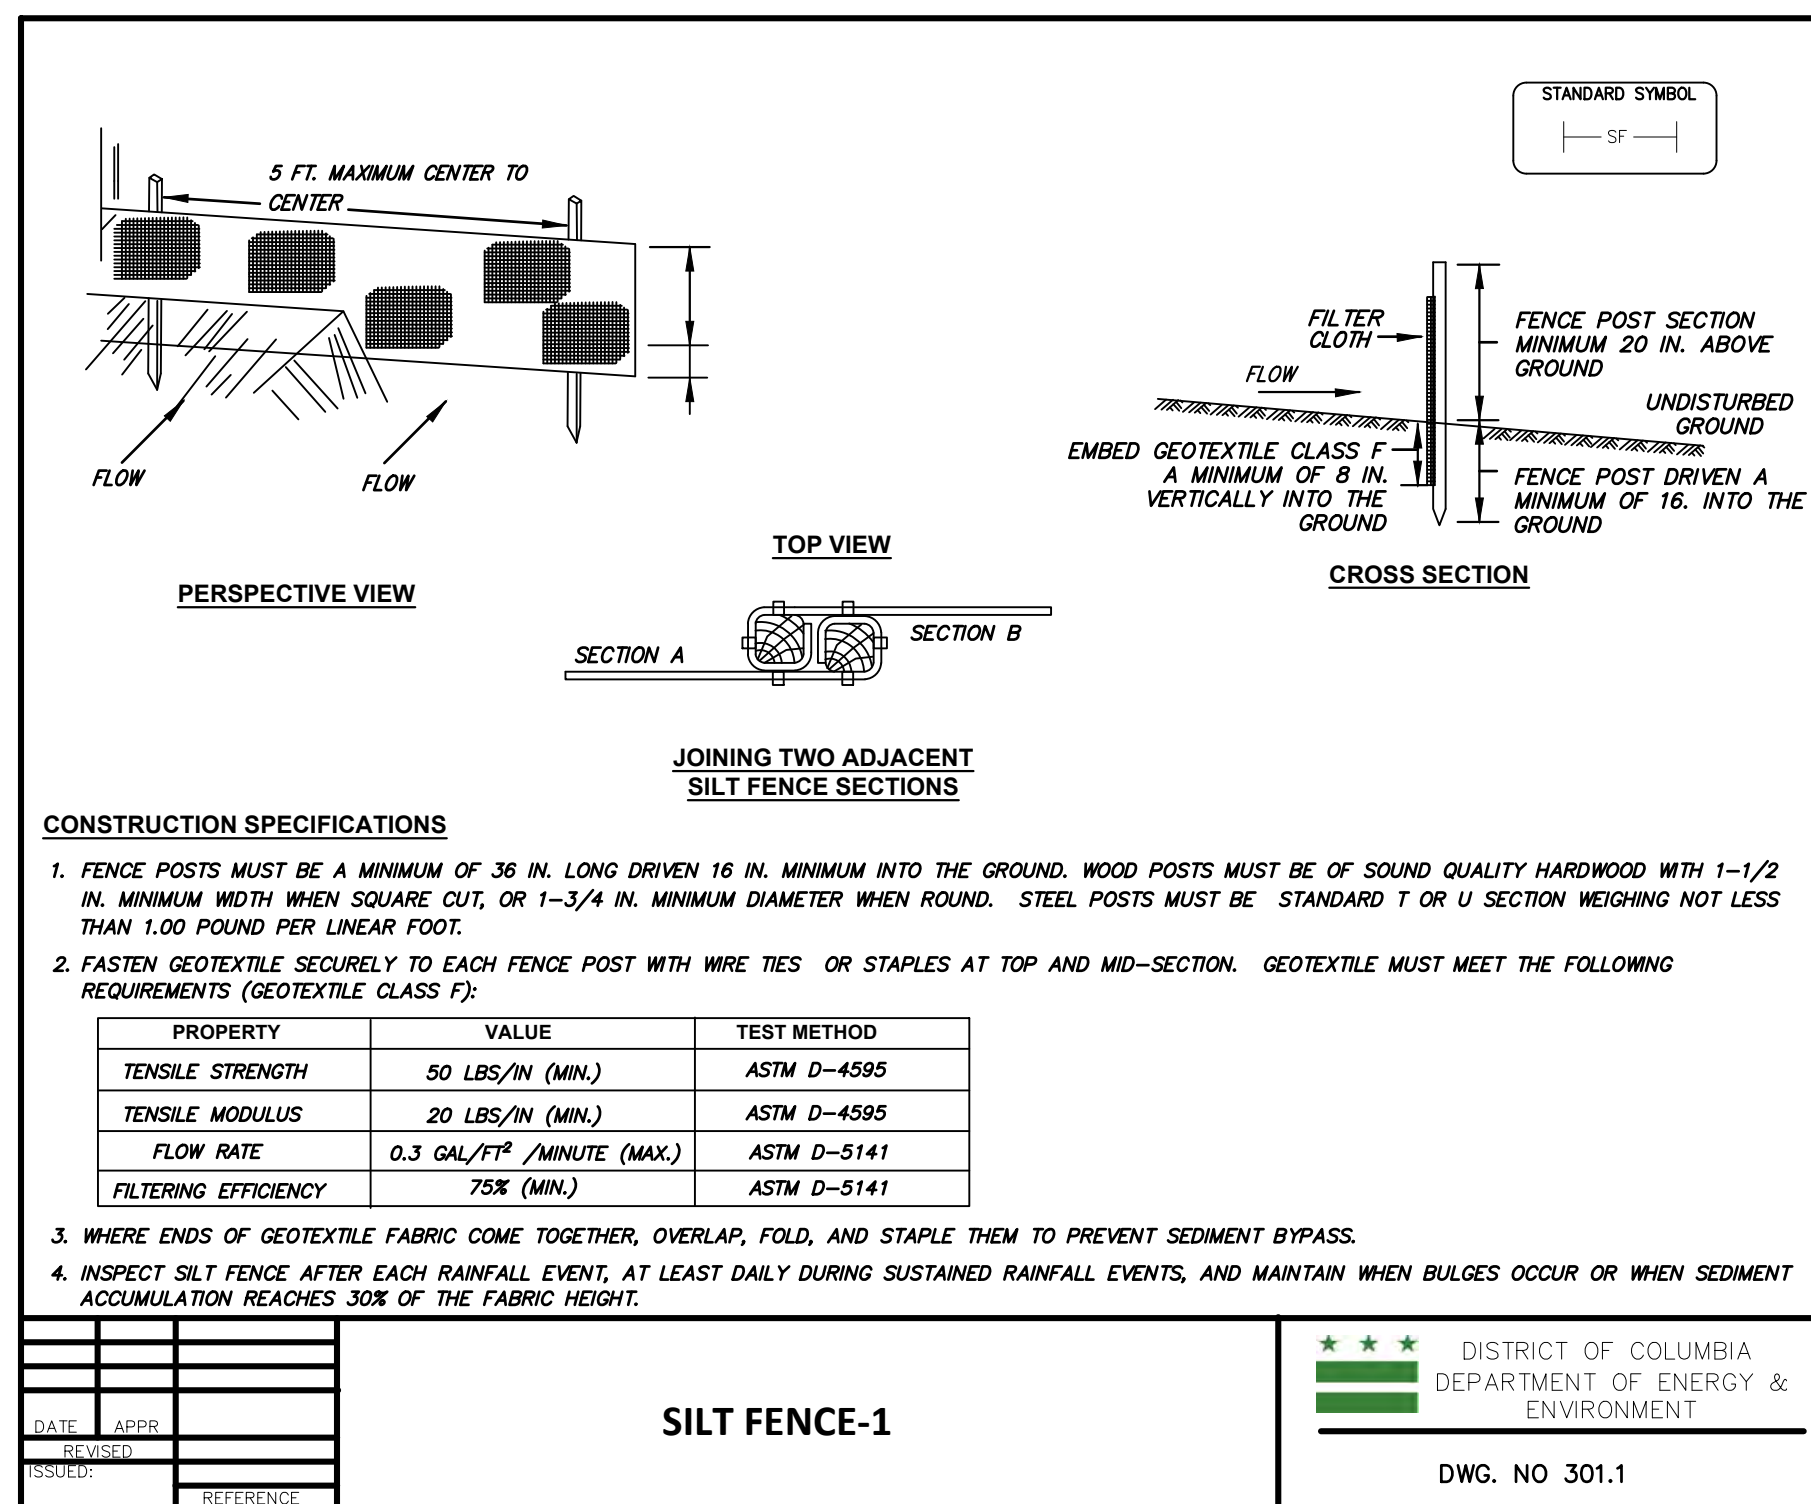 STANDARD SYMBOL
SF
5 FT. MAXIMUM CENTER TO
CENTER
FLOW
FLOW
PERSPECTIVE VIEW
FILTER
CLOTH
FLOW
FENCE POST SECTION
MINIMUM 20 IN. ABOVE
GROUND
UNDISTURBED
GROUND
EMBED GEOTEXTILE CLASS F
A MINIMUM OF 8 IN.
VERTICALLY INTO THE
GROUND
FENCE POST DRIVEN A
MINIMUM OF 16. INTO THE
GROUND
CROSS SECTION
TOP VIEW
SECTION A
SECTION B
JOINING TWO ADJACENT
SILT FENCE SECTIONS
CONSTRUCTION SPECIFICATIONS
1. FENCE POSTS MUST BE A MINIMUM OF 36 IN. LONG DRIVEN 16 IN. MINIMUM INTO THE GROUND. WOOD POSTS MUST BE OF SOUND QUALITY HARDWOOD WITH 1-1/2
IN. MINIMUM WIDTH WHEN SQUARE CUT, OR 1-3/4 IN. MINIMUM DIAMETER WHEN ROUND. STEEL POSTS MUST BE STANDARD T OR U SECTION WEIGHING NOT LESS
THAN 1.00 POUND PER LINEAR FOOT.
2. FASTEN GEOTEXTILE SECURELY TO EACH FENCE POST WITH WIRE TIES OR STAPLES AT TOP AND MID-SECTION. GEOTEXTILE MUST MEET THE FOLLOWING
REQUIREMENTS (GEOTEXTILE CLASS F):
PROPERTY VALUE TEST METHOD
TENSILE STRENGTH 50 LBS/IN (MIN.) ASTM D-4595
TENSILE MODULUS 20 LBS/IN (MIN.) ASTM D-4595
FLOW RATE 0.3 GAL/FT² /MINUTE (MAX.) ASTM D-5141
FILTERING EFFICIENCY 75% (MIN.) ASTM D-5141
3. WHERE ENDS OF GEOTEXTILE FABRIC COME TOGETHER, OVERLAP, FOLD, AND STAPLE THEM TO PREVENT SEDIMENT BYPASS.
4. INSPECT SILT FENCE AFTER EACH RAINFALL EVENT, AT LEAST DAILY DURING SUSTAINED RAINFALL EVENTS, AND MAINTAIN WHEN BULGES OCCUR OR WHEN SEDIMENT
ACCUMULATION REACHES 30% OF THE FABRIC HEIGHT.
DATE APPR
REVISED
ISSUED:
REFERENCE
SILT FENCE-1
DISTRICT OF COLUMBIA
DEPARTMENT OF ENERGY &
ENVIRONMENT
DWG. NO 301.1